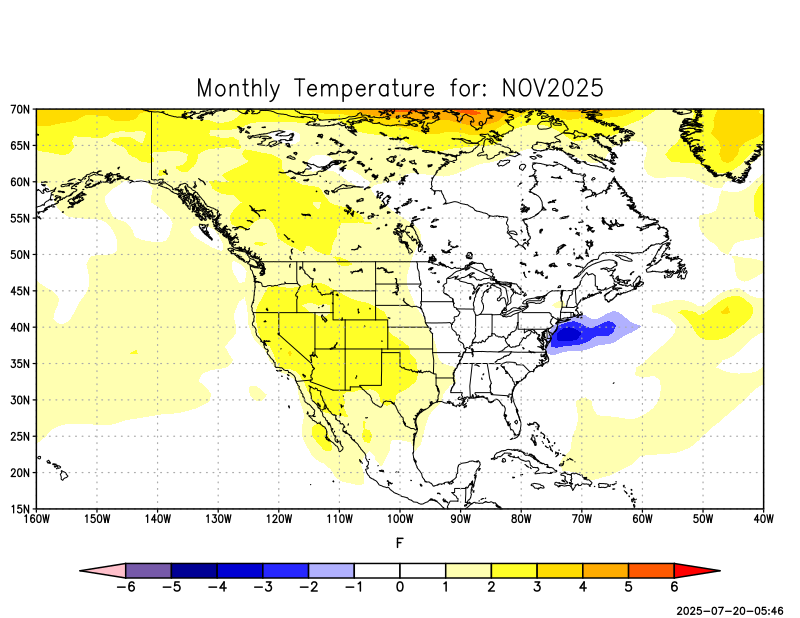 Monthly Temperature for: NOV2025
70N
65N
60N
55N
50N
45N
40N
35N
30N
25N
20N
15N
160W 150W 140W 130W 120W 110W 100W 90W 80W 70W 60W 50W 40W
F
-6 -5 -4 -3 -2 -1 0 1 2 3 4 5 6
2025-07-20-05:46